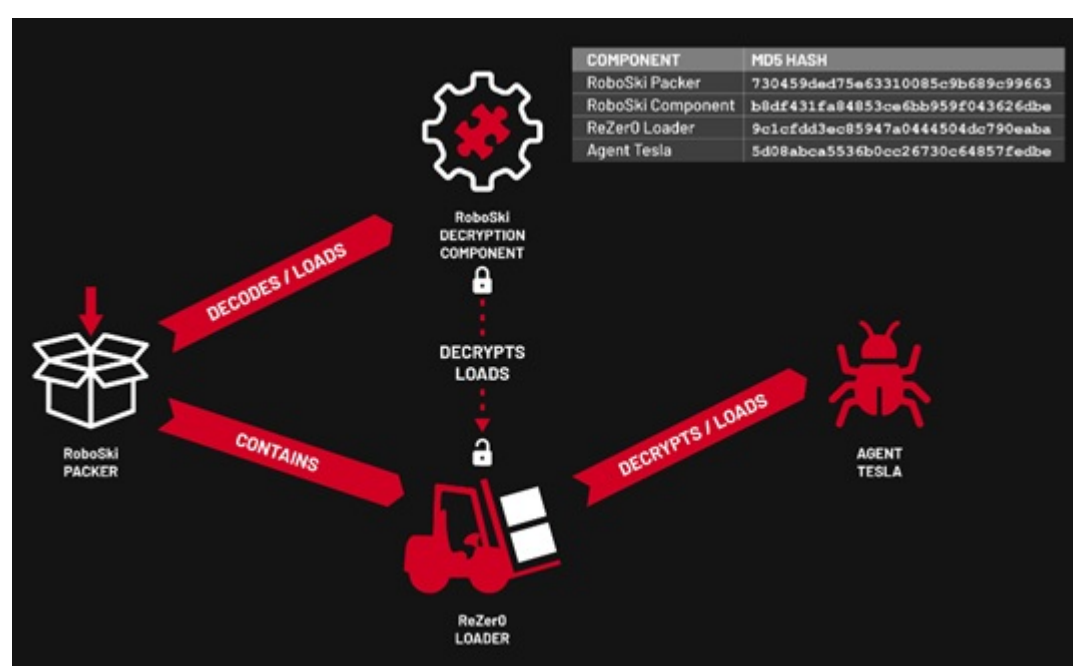 COMPONENT MD5 HASH
RoboSki Packer 730459ded75e63310085c9b689c99663
RoboSki Component b8df431fa84853ce6bb959f043626dbe
ReZer0 Loader 9c1cfdd3ec85947a0444504dc790eaba
Agent Tesla 5d08abca5536b0cc26730c64857fedbe
RoboSki
DECRYPTION
COMPONENT
DECODES / LOADS
DECRYPTS
LOADS
RoboSki
PACKER
CONTAINS
DECRYPTS / LOADS
AGENT
TESLA
ReZer0
LOADER